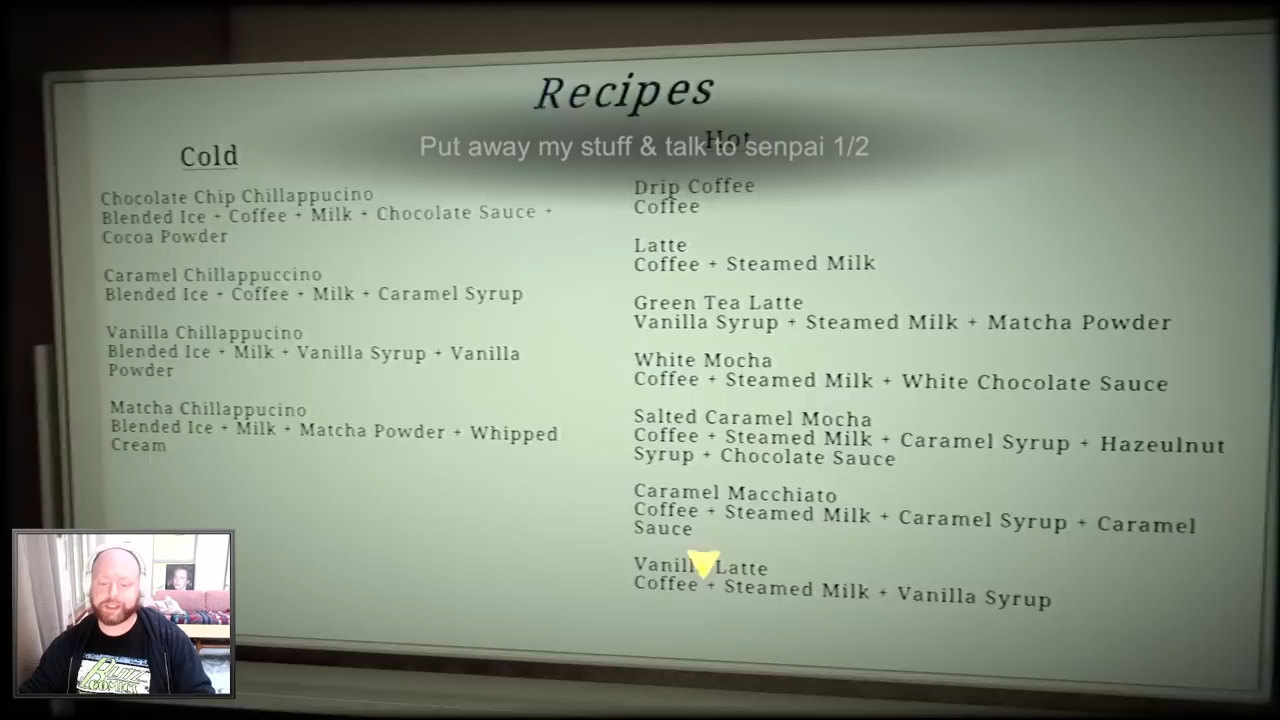 Recipes
Put away my stuff & talk to senpai 1/2
Cold
Chocolate Chip Chillappucino
Blended Ice + Coffee + Milk + Chocolate Sauce +
Cocoa Powder
Caramel Chillappuccino
Blended Ice + Coffee + Milk + Caramel Syrup
Vanilla Chillappucino
Blended Ice + Milk + Vanilla Syrup + Vanilla
Powder
Matcha Chillappucino
Blended Ice + Milk + Matcha Powder + Whipped
Cream
Hot
Drip Coffee
Coffee
Latte
Coffee + Steamed Milk
Green Tea Latte
Vanilla Syrup + Steamed Milk + Matcha Powder
White Mocha
Coffee + Steamed Milk + White Chocolate Sauce
Salted Caramel Mocha
Coffee + Steamed Milk + Caramel Syrup + Hazeulnut
Syrup + Chocolate Sauce
Caramel Macchiato
Coffee + Steamed Milk + Caramel Syrup + Caramel
Sauce
Vanilla Latte
Coffee + Steamed Milk + Vanilla Syrup